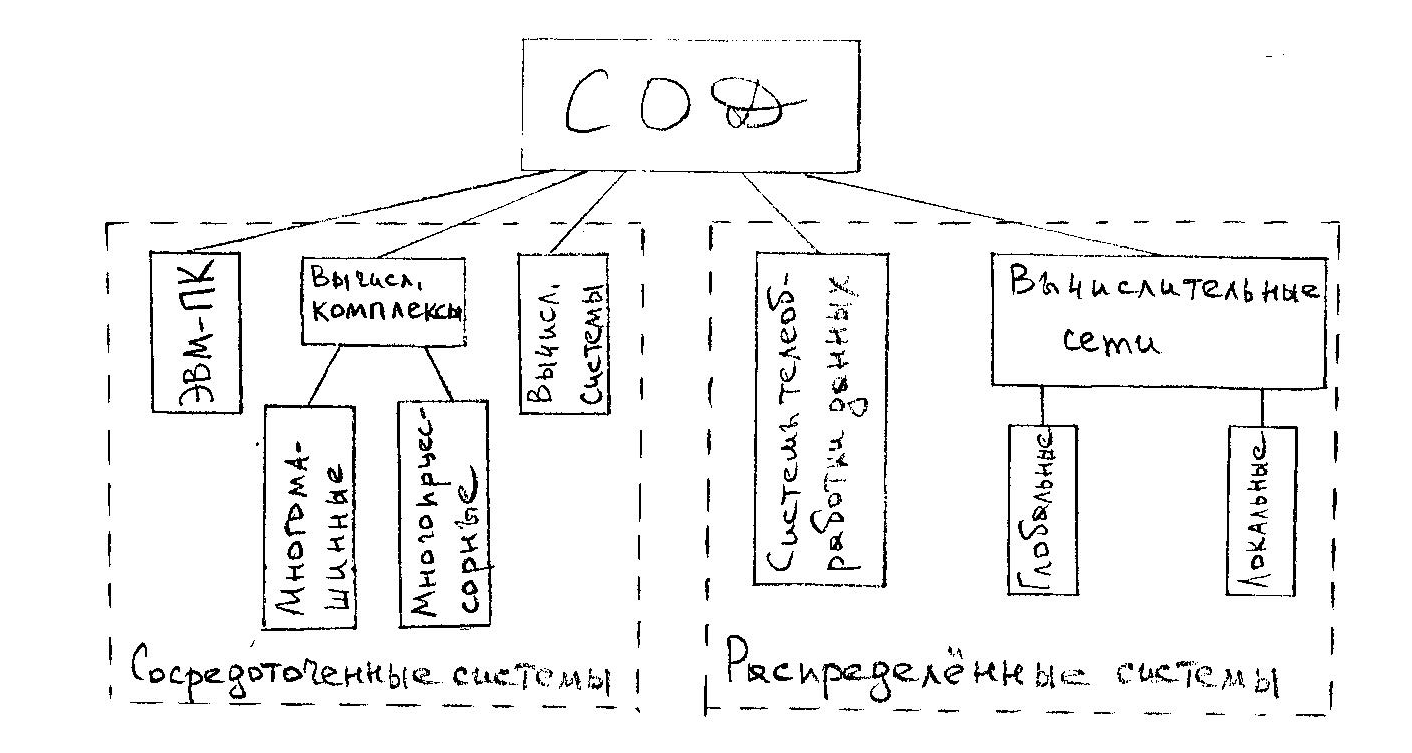 СОД
ЭВМ-ПК
Вычисл.
комплексы
Вычисл.
системы
Многома-
шинные
Многопрцес-
сорные
Сосредоточенные системы
Системы телеоб-
работки данных
Вычислительные
сети
Глобальные
Локальные
Распределённые системы